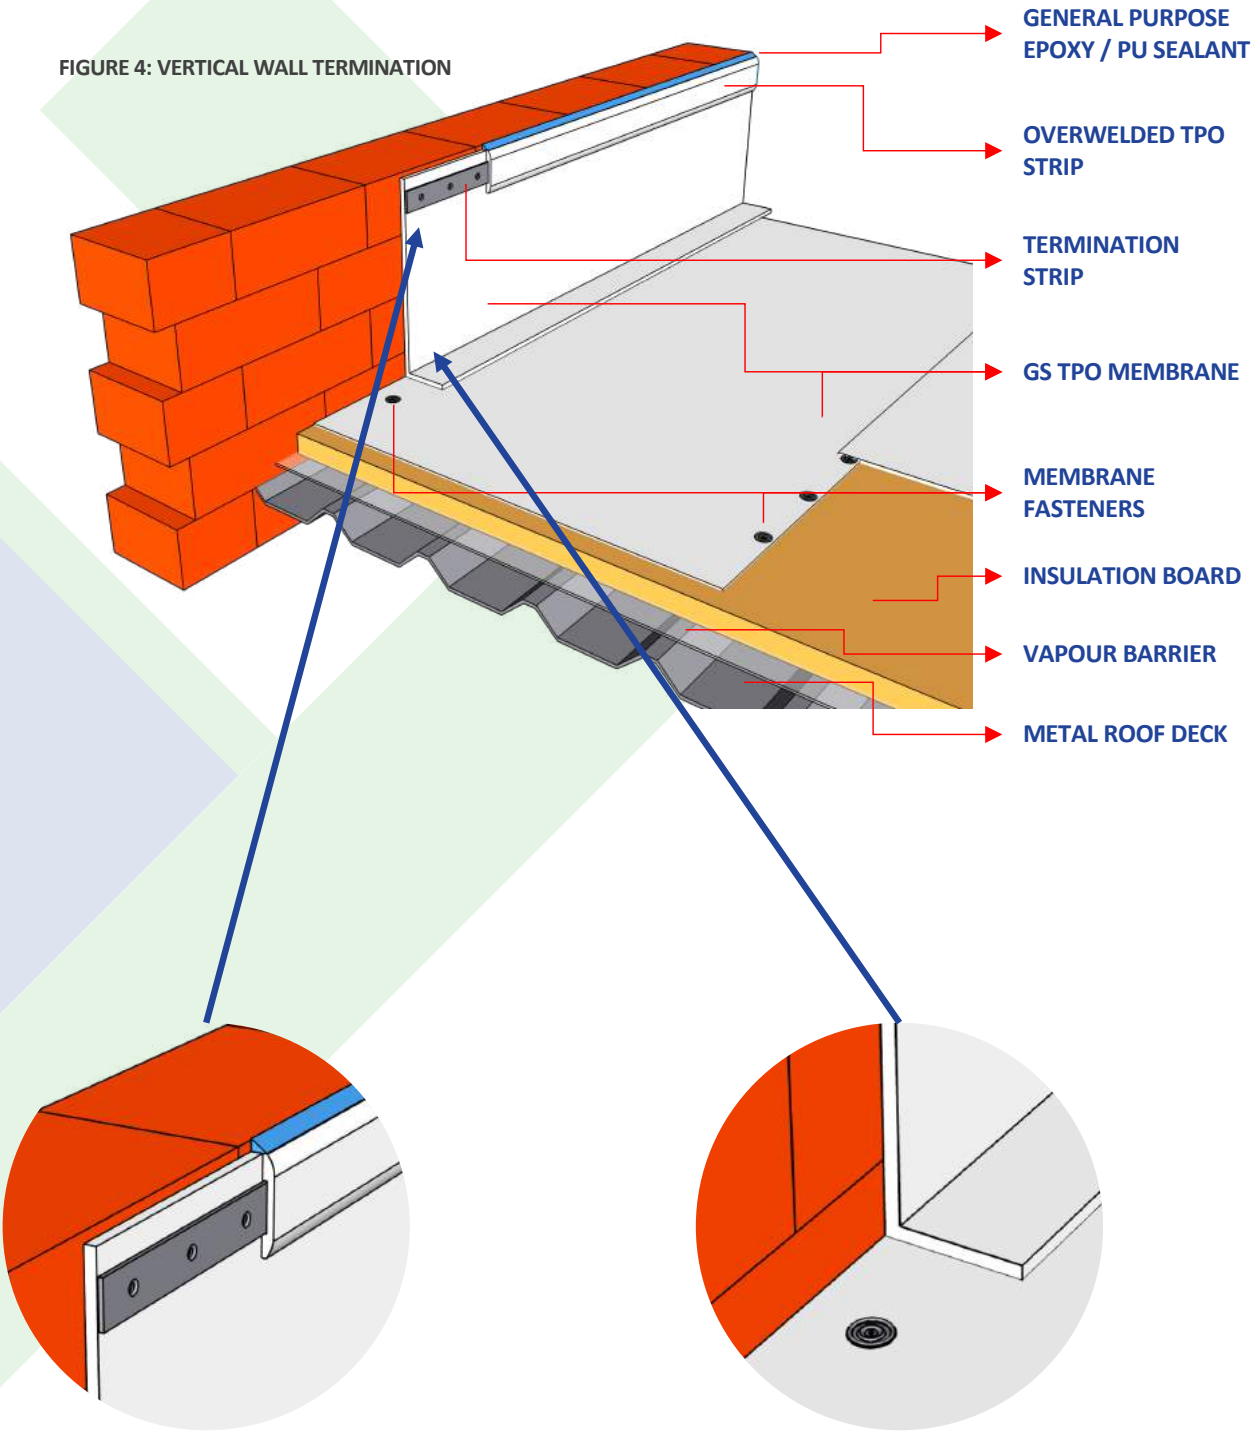 FIGURE 4: VERTICAL WALL TERMINATION
GENERAL PURPOSE
EPOXY / PU SEALANT
OVERWELDED TPO
STRIP
TERMINATION
STRIP
GS TPO MEMBRANE
MEMBRANE
FASTENERS
INSULATION BOARD
VAPOUR BARRIER
METAL ROOF DECK